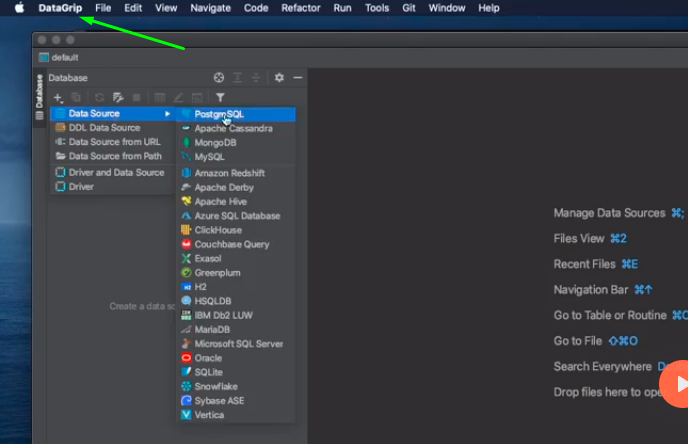 DataGrip File Edit View Navigate Code Refactor Run Tools Git Window Help
default
Database
Database
Data Source
DDL Data Source
Data Source from URL
Data Source from Path
Driver and Data Source
Driver
PostgreSQL
Apache Cassandra
MongoDB
MySQL
Amazon Redshift
Apache Derby
Apache Hive
Azure SQL Database
ClickHouse
Couchbase Query
Exasol
Greenplum
H2
HSQLDB
IBM Db2 LUW
MariaDB
Microsoft SQL Server
Oracle
SQLite
Snowflake
Sybase ASE
Vertica
Create a data so
Manage Data Sources ⌘;
Files View ⌘2
Recent Files ⌘E
Navigation Bar ⌘↑
Go to Table or Routine ⌘O
Go to File ⇧⌘O
Search Everywhere
Drop files here to ope